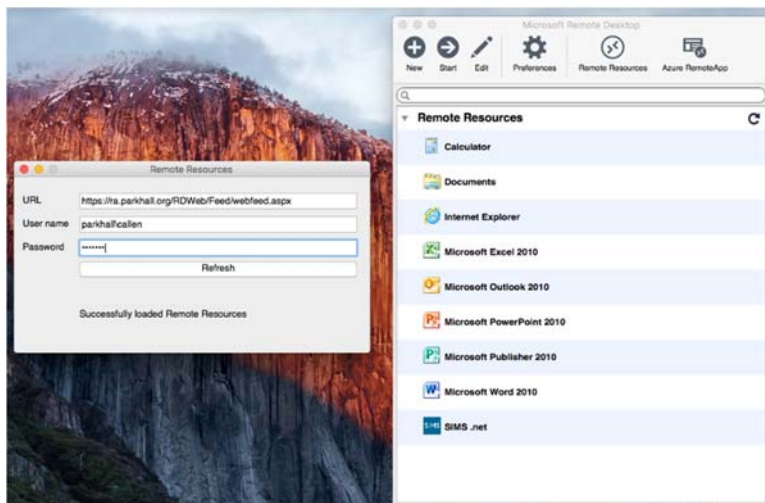 Remote Resources
URL
https://ra.parkhall.org/RDWeb/Feed/webfeed.aspx
User name
parkhall\callen
Password
•••••••
Refresh
Successfully loaded Remote Resources
Microsoft Remote Desktop
New Start Edit Preferences Remote Resources Azure RemoteApp
Remote Resources
Calculator
Documents
Internet Explorer
Microsoft Excel 2010
Microsoft Outlook 2010
Microsoft PowerPoint 2010
Microsoft Publisher 2010
Microsoft Word 2010
SIMS SIMS .net